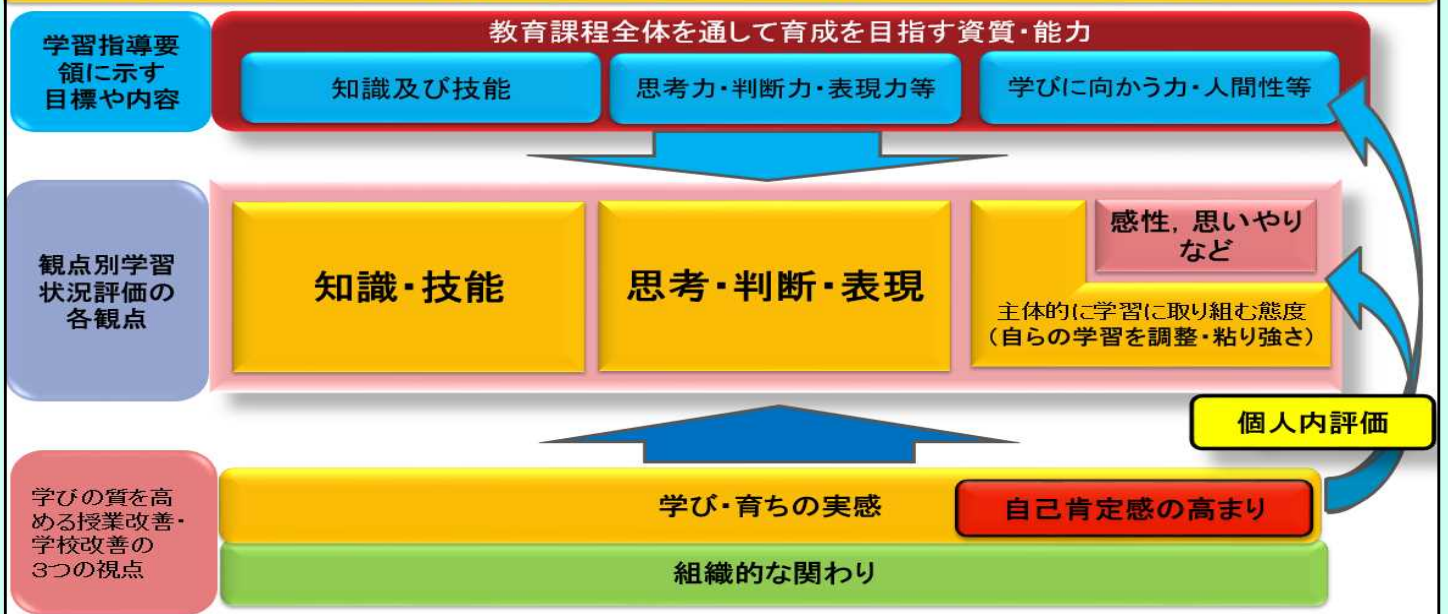 学習指導要
領に示す
目標や内容
教育課程全体を通して育成を目指す資質・能力
知識及び技能
思考力・判断力・表現力等
学びに向かう力・人間性等
観点別学習
状況評価の
各観点
知識・技能
思考・判断・表現
感性，思いやり
など
主体的に学習に取り組む態度
（自らの学習を調整・粘り強さ）
個人内評価
学びの質を高
める授業改善・
学校改善の
３つの視点
学び・育ちの実感
自己肯定感の高まり
組織的な関わり